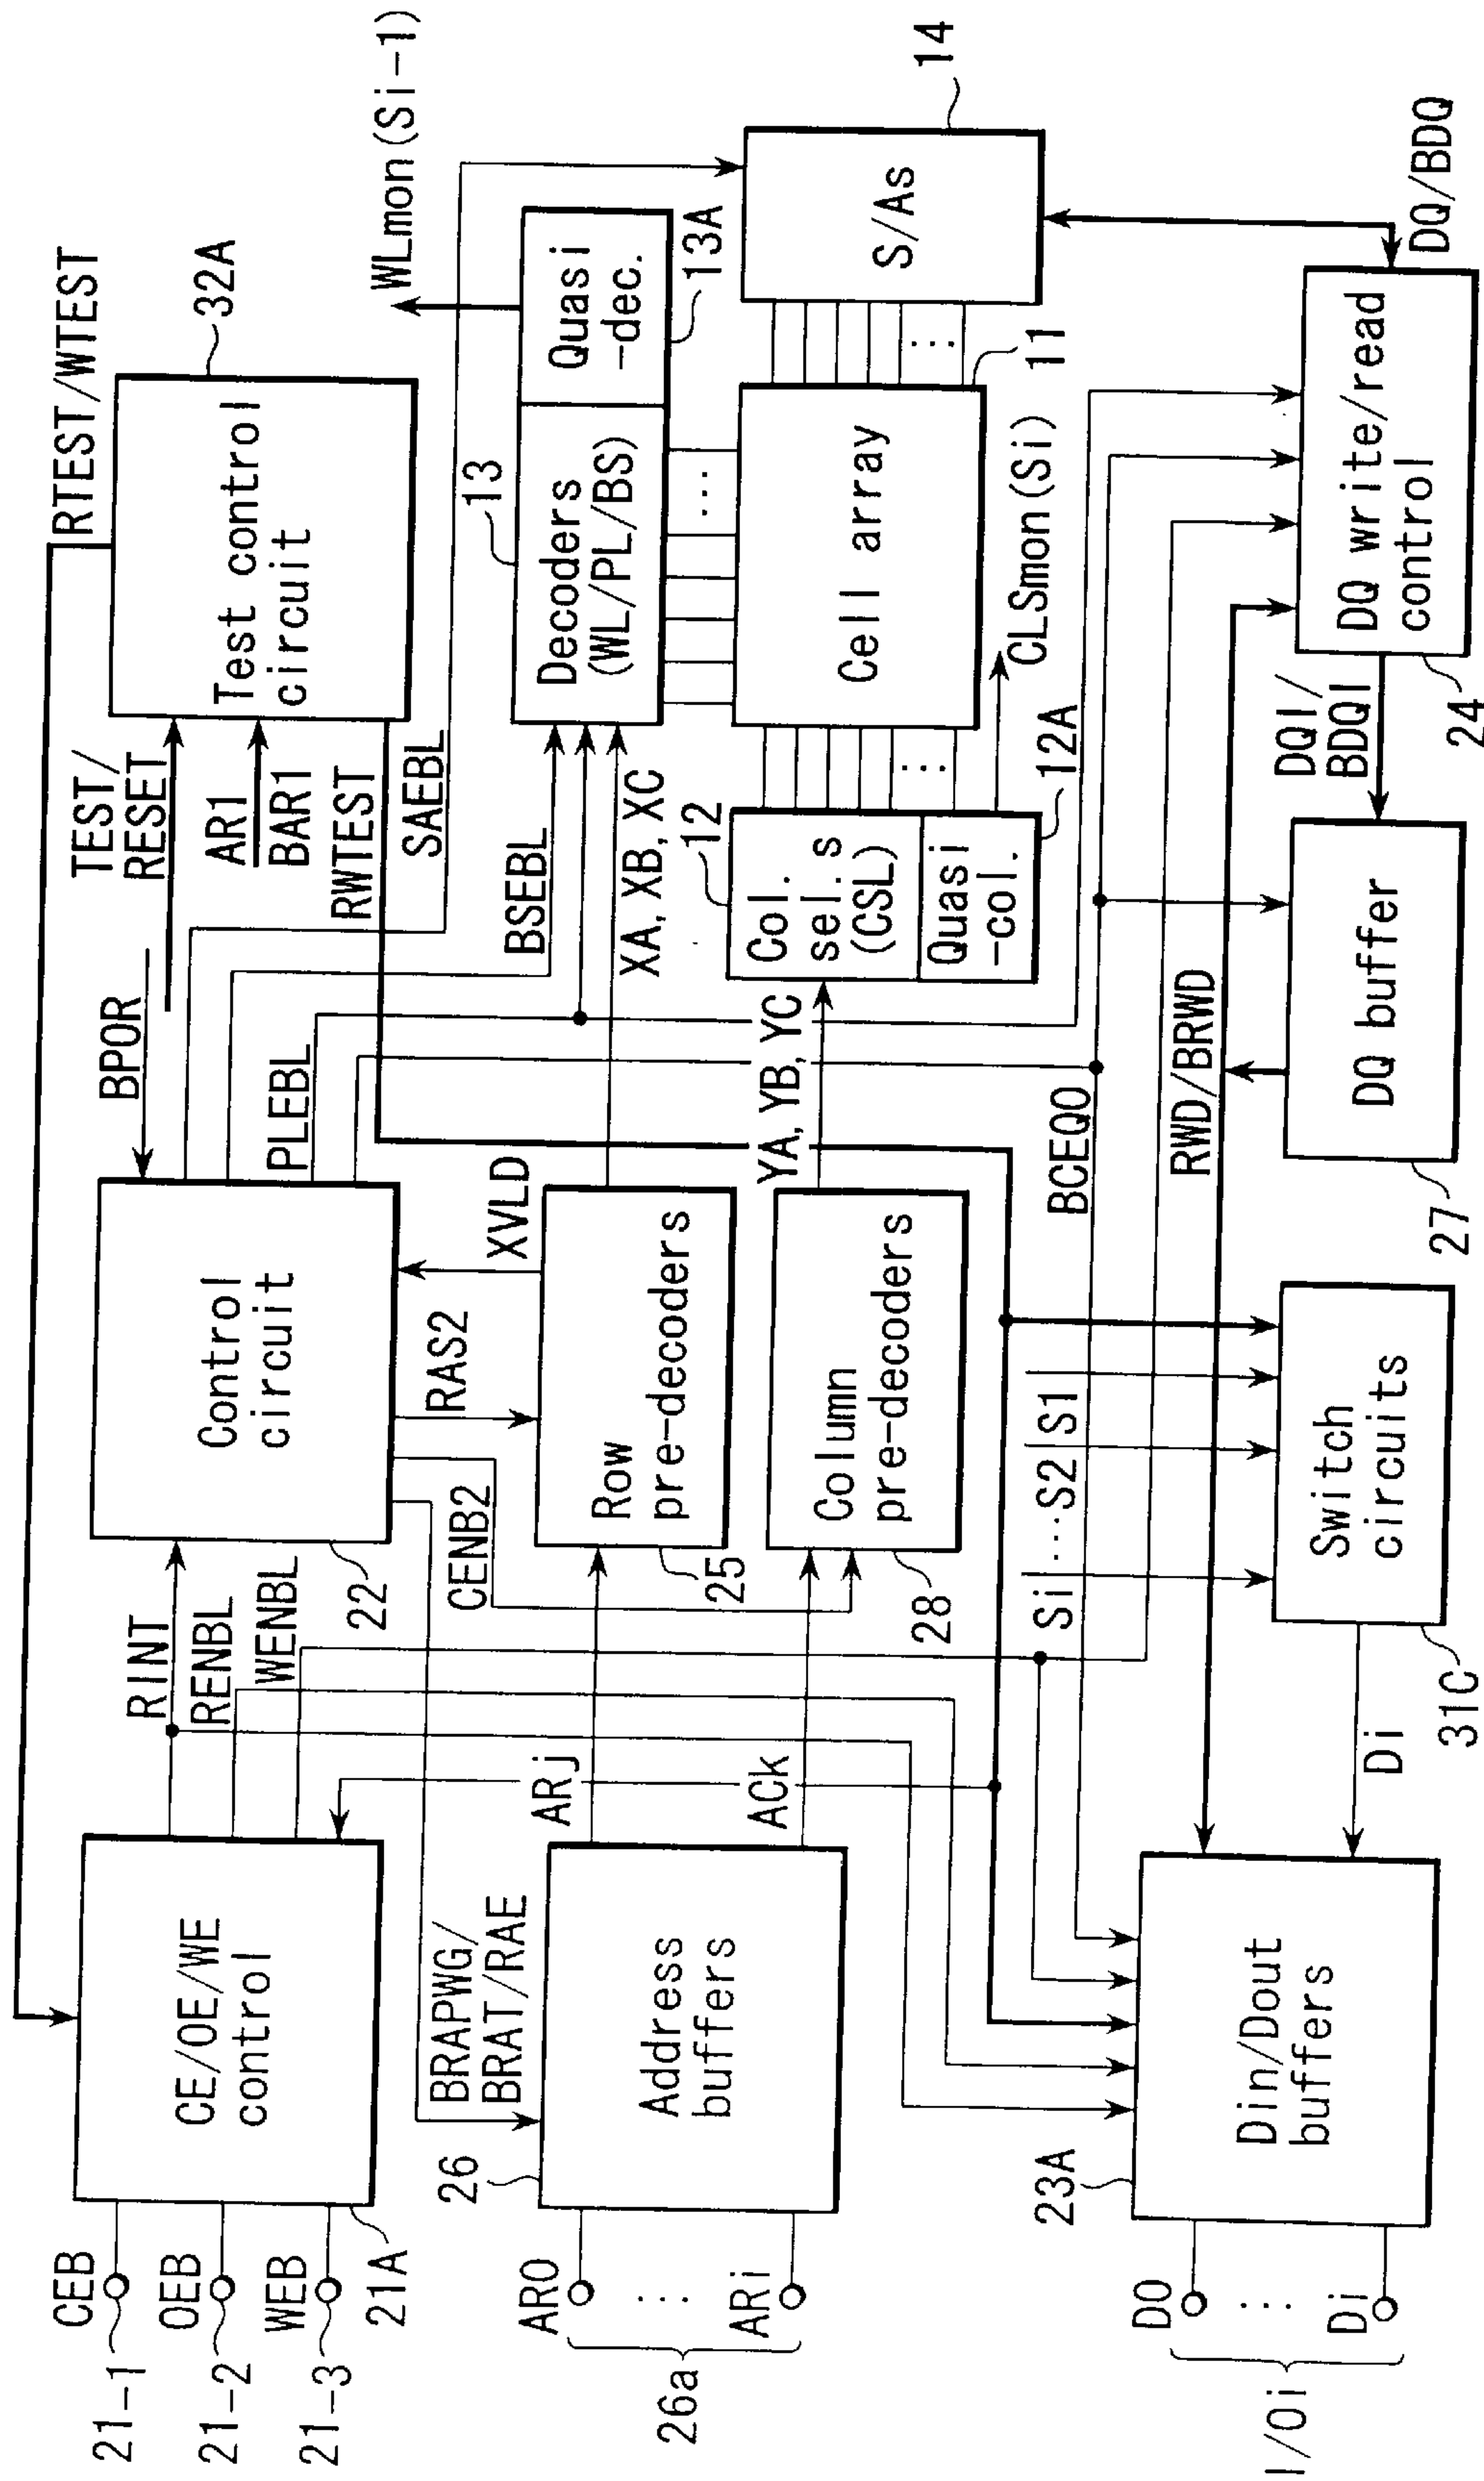 RTEST/WTEST
32A
Test control
circuit
TEST/
RESET
AR1
BAR1
RWTEST
SAEBL
WLmon(Si-1)
BPOR
PLEBL
BSEBL
XA, XB, XC
13
Decoders
(WL/PL/BS)
Quasi
-dec.
13A
14
S/As
Cell array
11
CLSmon(Si)
12
Col.
sel.s
(CSL)
Quasi
-col.
12A
CEB
OEB
WEB
21-1
21-2
21-3
21A
CE/OE/WE
control
RINT
RENBL
WENBL
Control
circuit
22
XVLD
RAS2
CENB2
Row
pre-decoders
25
Column
pre-decoders
28
YA, YB, YC
BRAPWG/
BRAT/RAE
26
Address
buffers
ARj
ACk
AR0
⋮
ARi
26a
BCEQ0
RWD/BRWD
Si ... S2 S1
Switch
circuits
31C
Di
23A
Din/Dout
buffers
D0
⋮
Di
I/Oi
DQ buffer
27
DQI/
BDQI
DQ write/read
control
24
DQ/BDQ